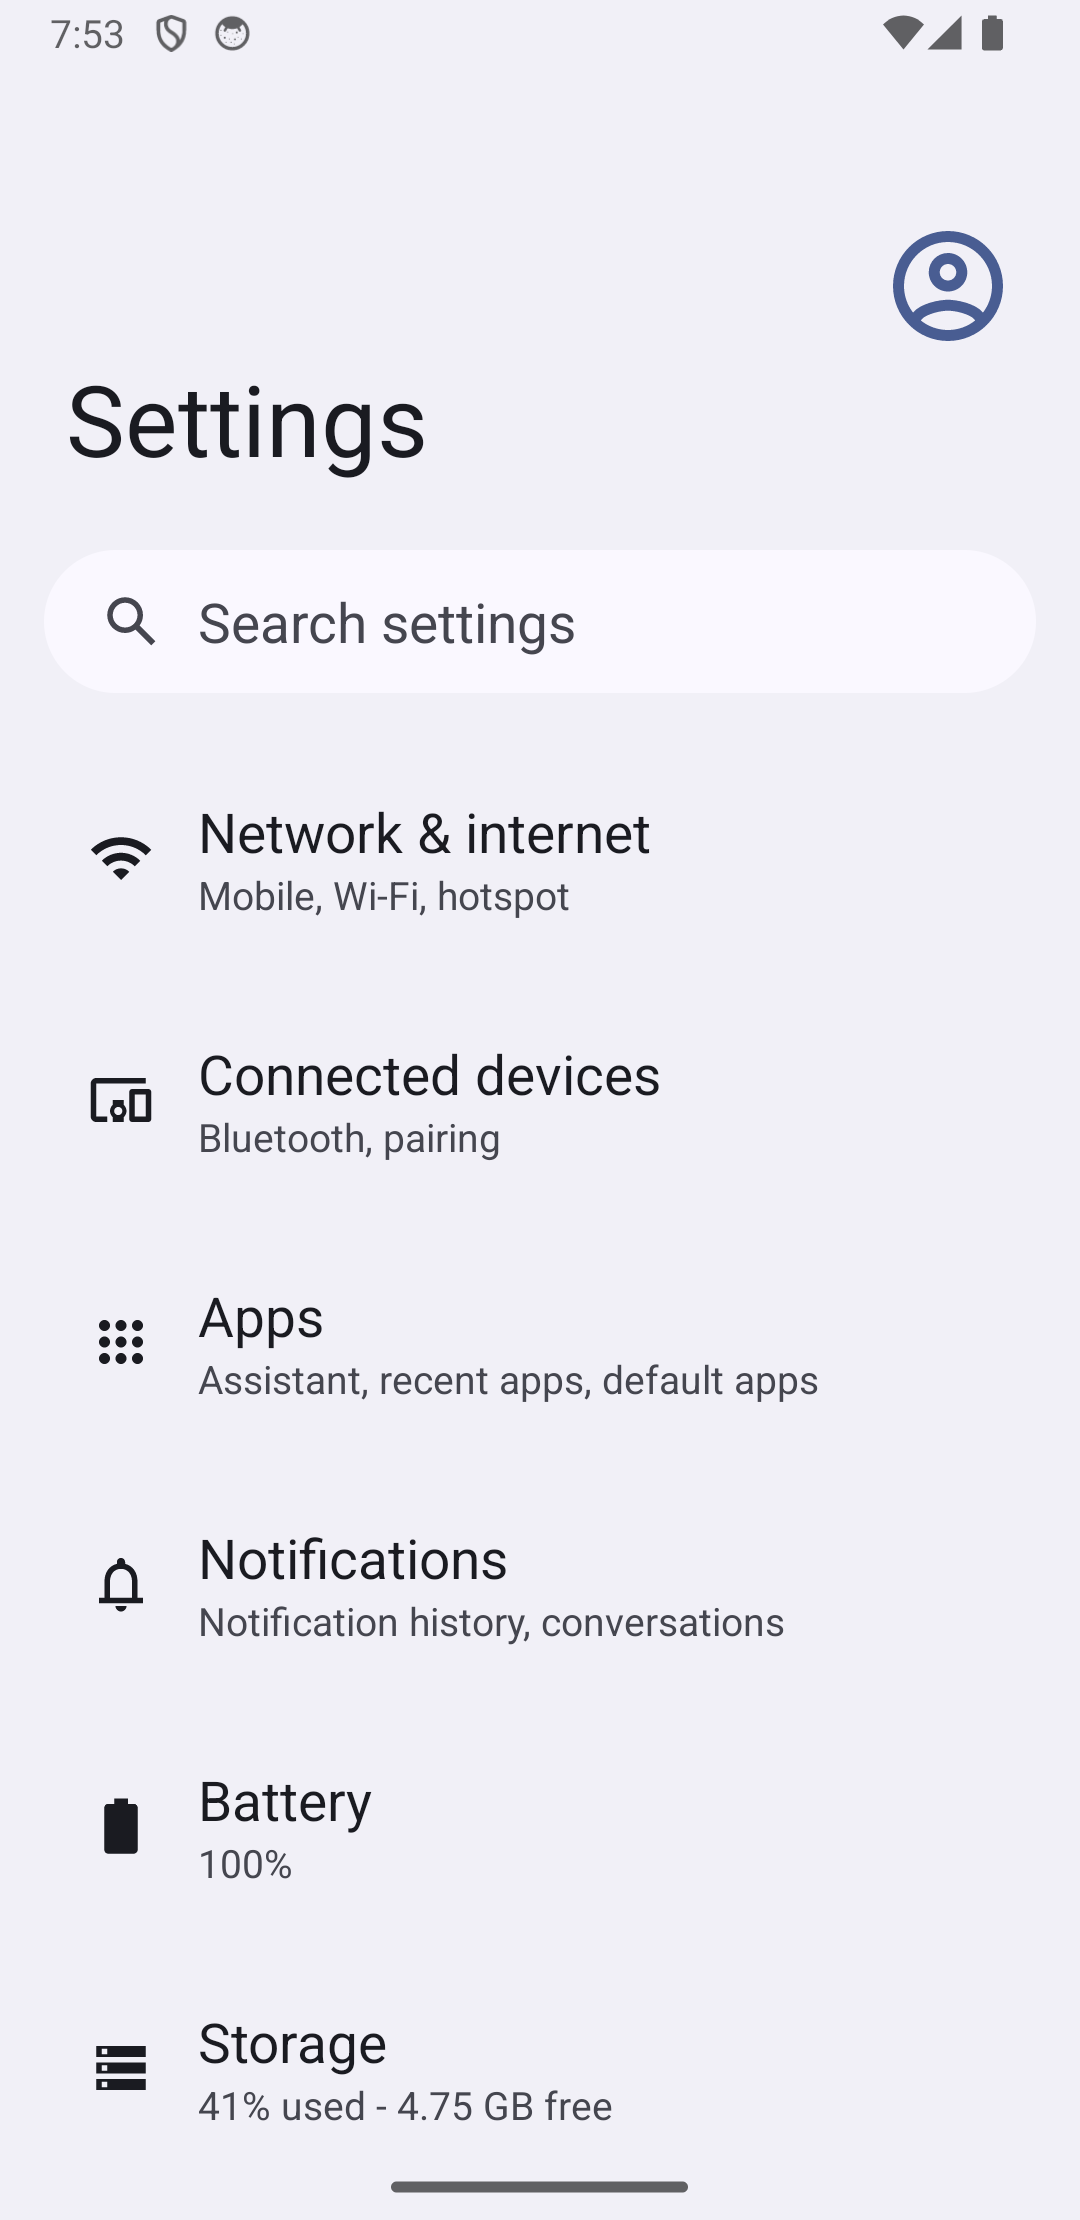 7:53
Settings
Search settings
Network & internet
Mobile, Wi-Fi, hotspot
Connected devices
Bluetooth, pairing
Apps
Assistant, recent apps, default apps
Notifications
Notification history, conversations
Battery
100%
Storage
41% used - 4.75 GB free